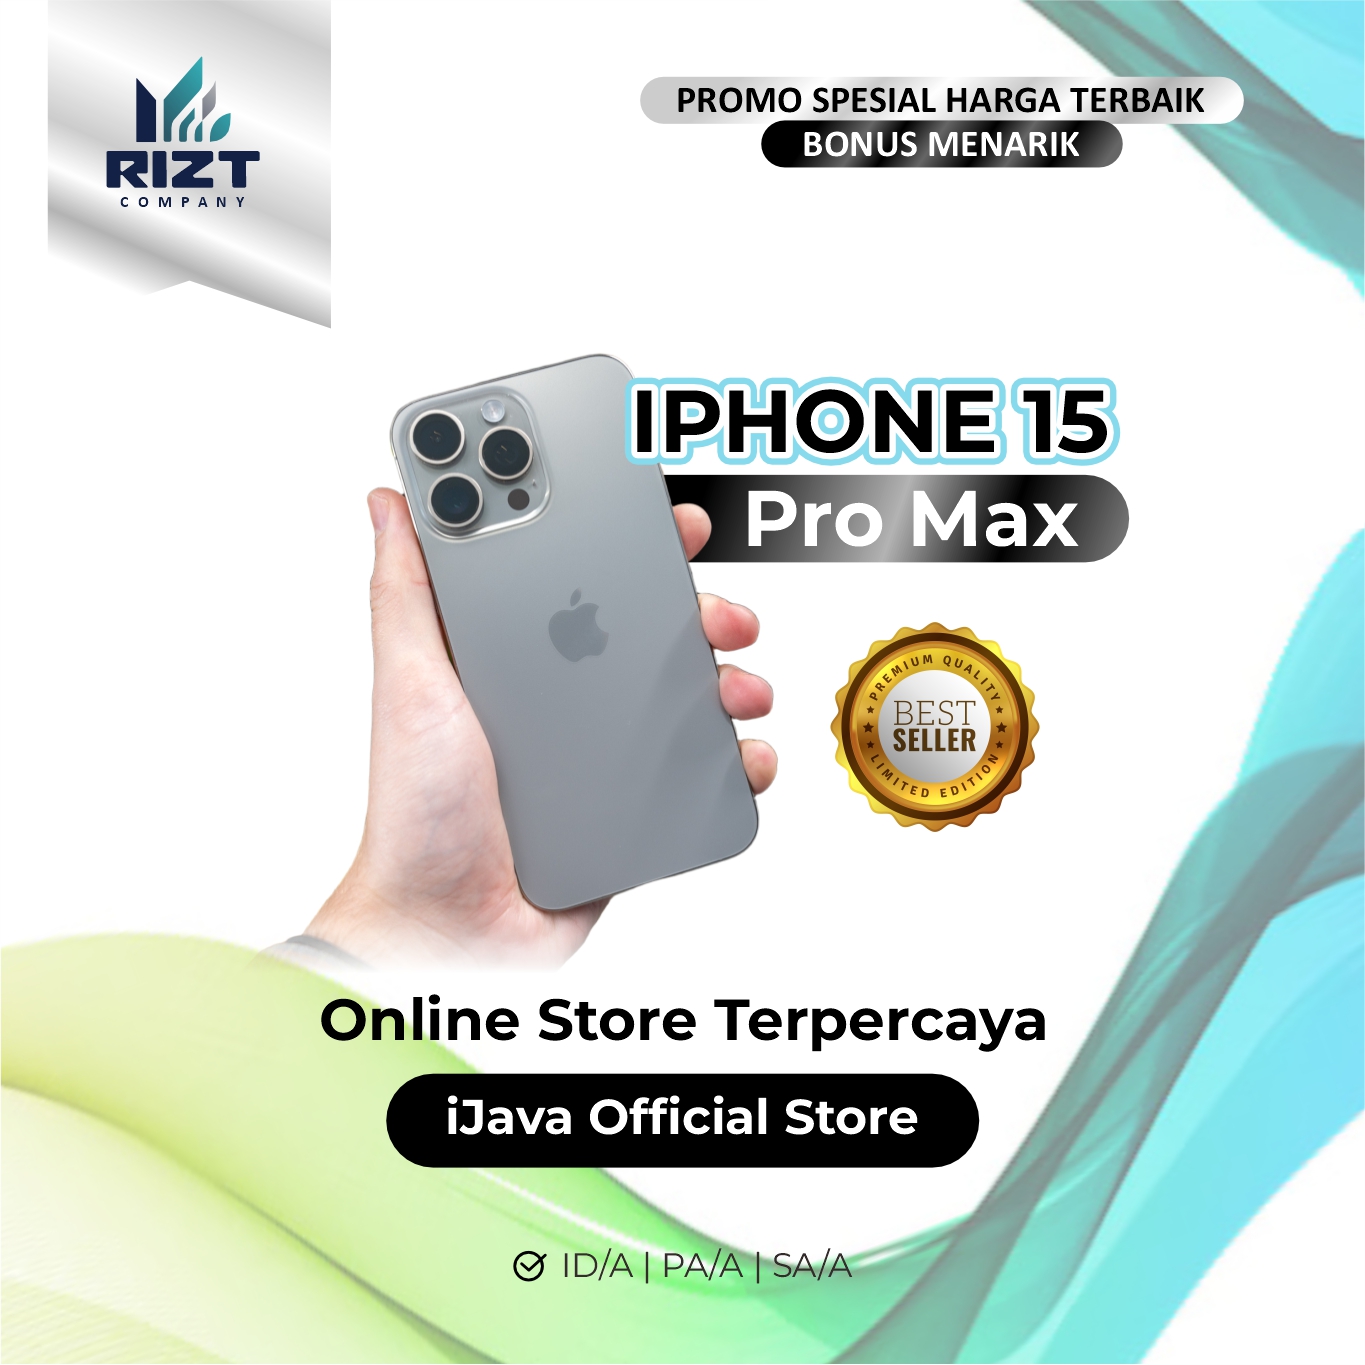 RIZT
COMPANY
PROMO SPESIAL HARGA TERBAIK
BONUS MENARIK
IPHONE 15
Pro Max
PREMIUM QUALITY
BEST
SELLER
LIMITED EDITION
Online Store Terpercaya
iJava Official Store
ID/A | PA/A | SA/A